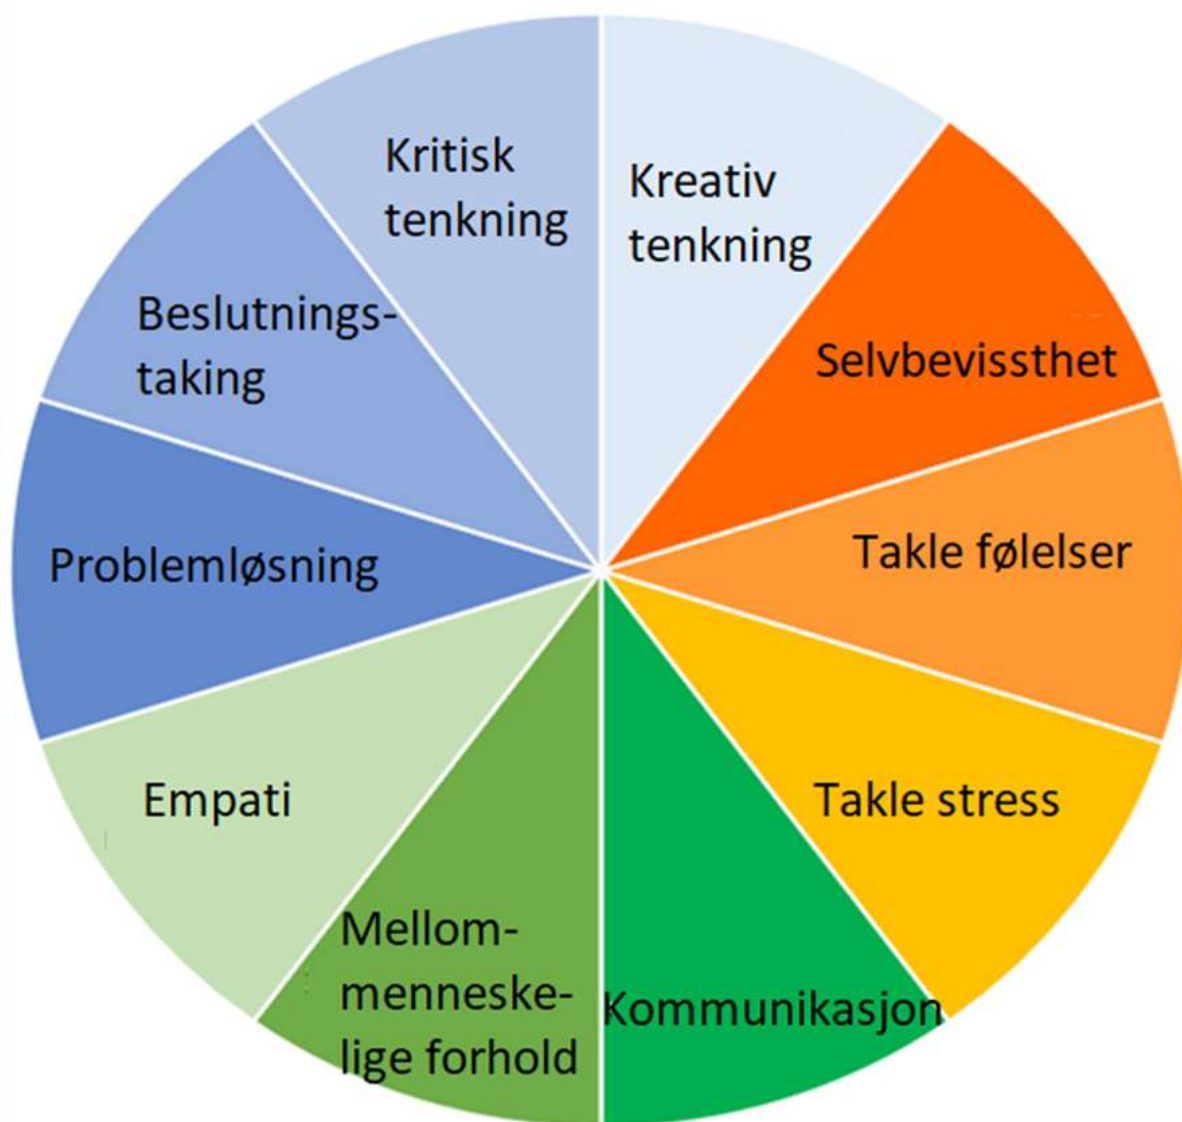 Kritisk
tenkning
Kreativ
tenkning
Beslutnings-
taking
Selvbevissthet
Problemløsning
Takle følelser
Empati
Takle stress
Mellom-
menneske-
lige forhold
Kommunikasjon